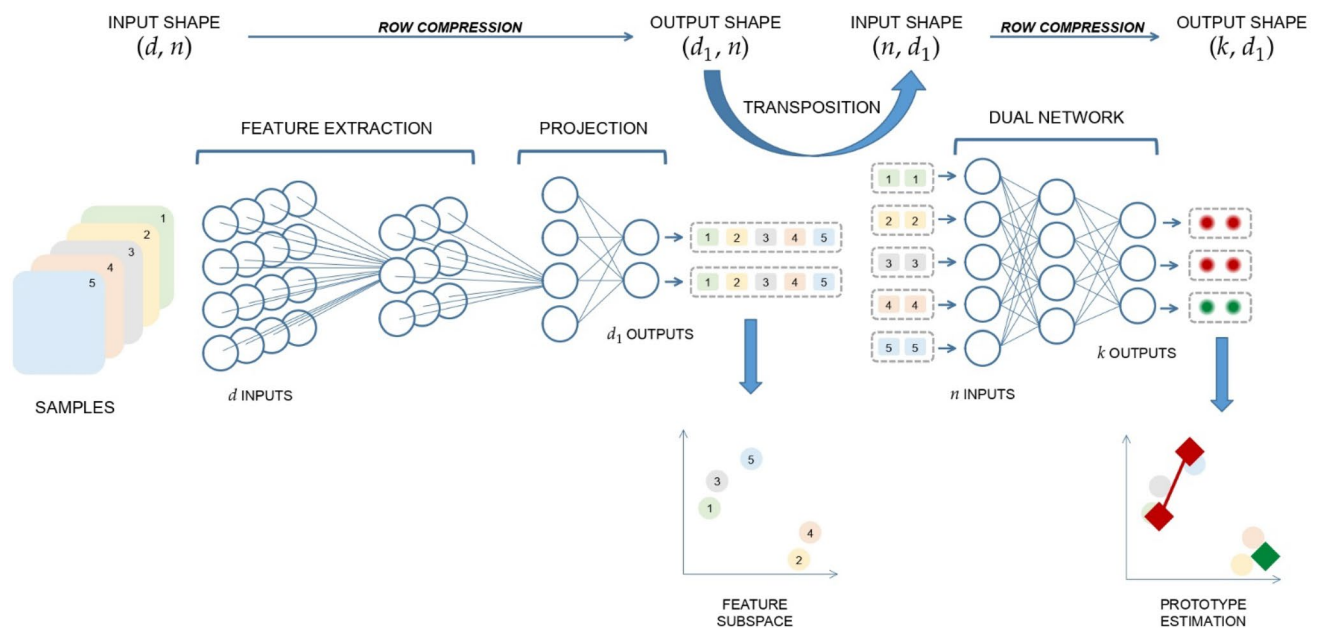 INPUT SHAPE
(d, n)
ROW COMPRESSION
OUTPUT SHAPE
(d₁, n)
INPUT SHAPE
(n, d₁)
ROW COMPRESSION
OUTPUT SHAPE
(k, d₁)
TRANSPOSITION
FEATURE EXTRACTION
PROJECTION
DUAL NETWORK
1
2
3
4
5
SAMPLES
d INPUTS
1 2 3 4 5
1 2 3 4 5
d₁ OUTPUTS
1 1
2 2
3 3
4 4
5 5
n INPUTS
k OUTPUTS
5
3
1
4
2
FEATURE
SUBSPACE
PROTOTYPE
ESTIMATION